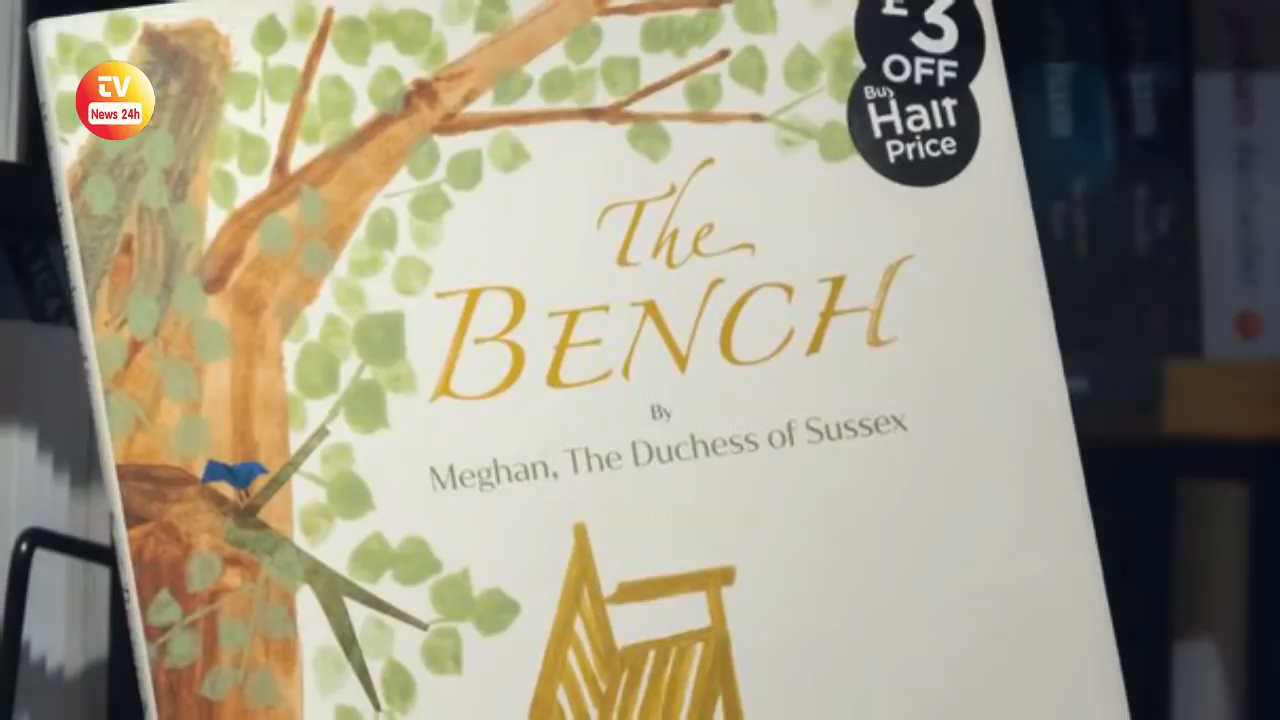 TV
News 24h
£3
OFF
Buy
Half
Price
The
BENCH
By
Meghan, The Duchess of Sussex